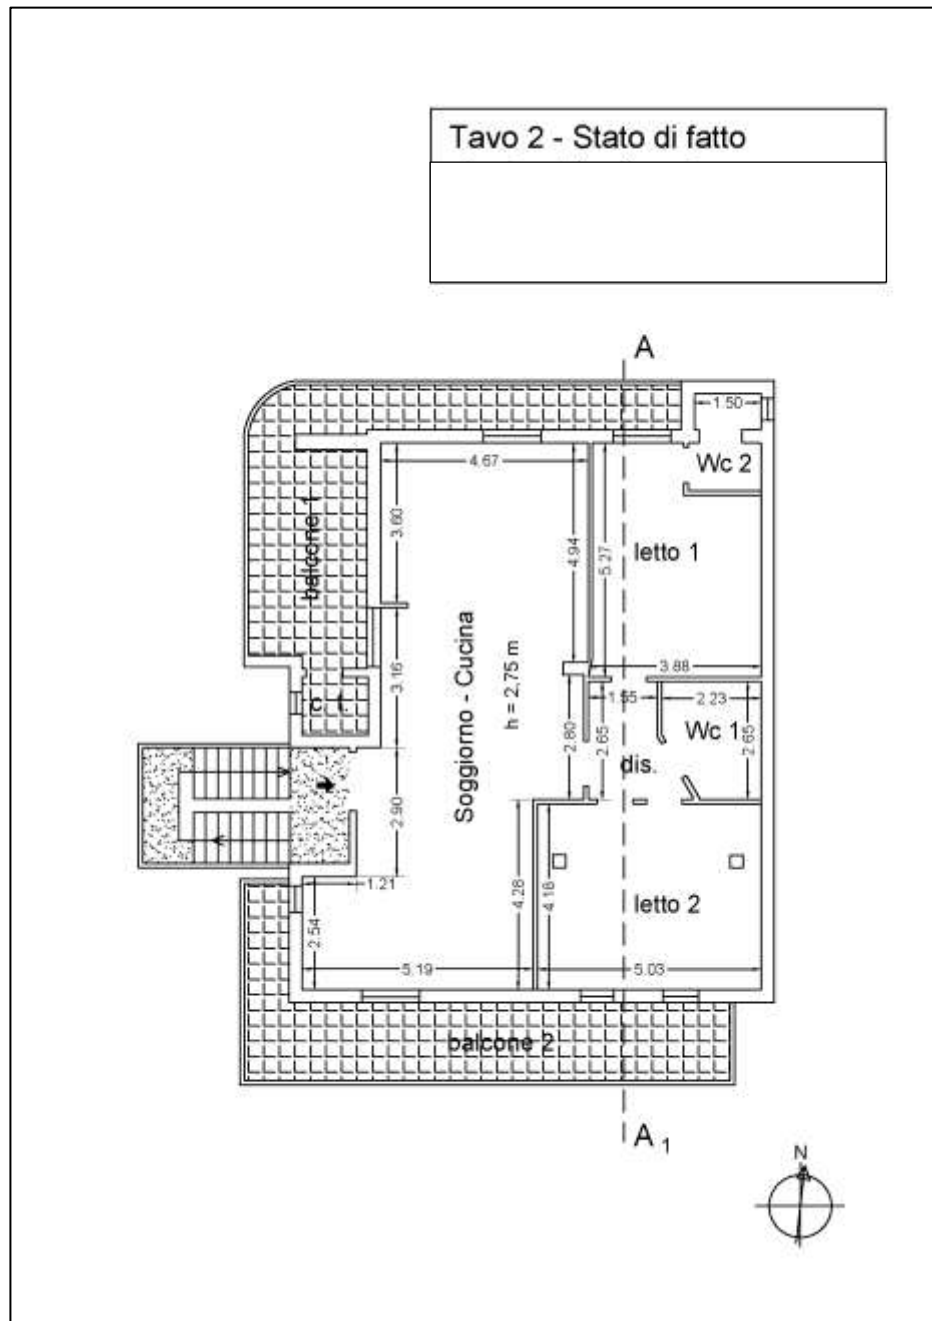 Tavo 2 - Stato di fatto
A
1.50
4.67
Wc 2
3.60
4.94
5.27
letto 1
balcone 1
3.88
3.16
Soggiorno - Cucina
h = 2,75 m
1.55
2.23
Wc 1
2.80
2.65
2.65
dis.
2.90
1.21
4.28
4.18
letto 2
2.54
5.19
5.03
balcone 2
A 1
N